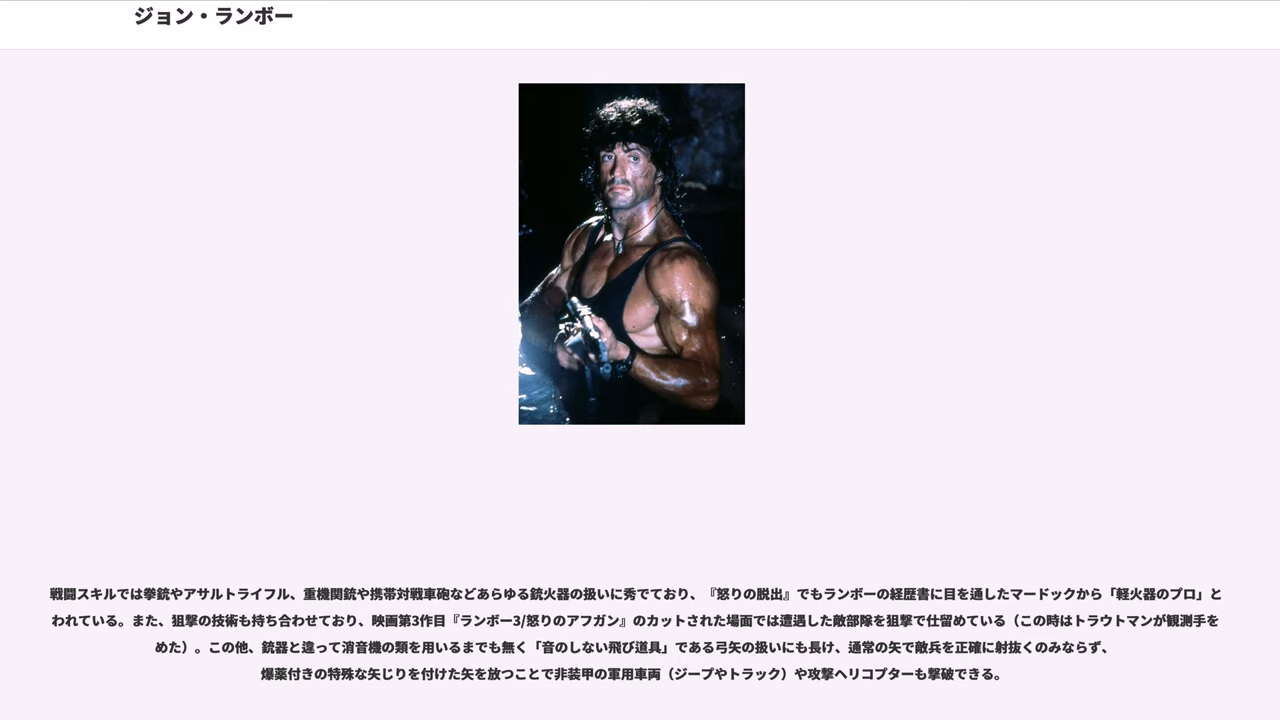 ジョン・ランボー
戦闘スキルでは拳銃やアサルトライフル、重機関銃や携帯対戦車砲などあらゆる銃火器の扱いに秀でており、『怒りの脱出』でもランボーの経歴書に目を通したマードックから「軽火器のプロ」と
われている。また、狙撃の技術も持ち合わせており、映画第3作目『ランボー3/怒りのアフガン』のカットされた場面では遭遇した敵部隊を狙撃で仕留めている（この時はトラウトマンが観測手を
めた）。この他、銃器と違って消音機の類を用いるまでも無く「音のしない飛び道具」である弓矢の扱いにも長け、通常の矢で敵兵を正確に射抜くのみならず、
爆薬付きの特殊な矢じりを付けた矢を放つことで非装甲の軍用車両（ジープやトラック）や攻撃ヘリコプターも撃破できる。